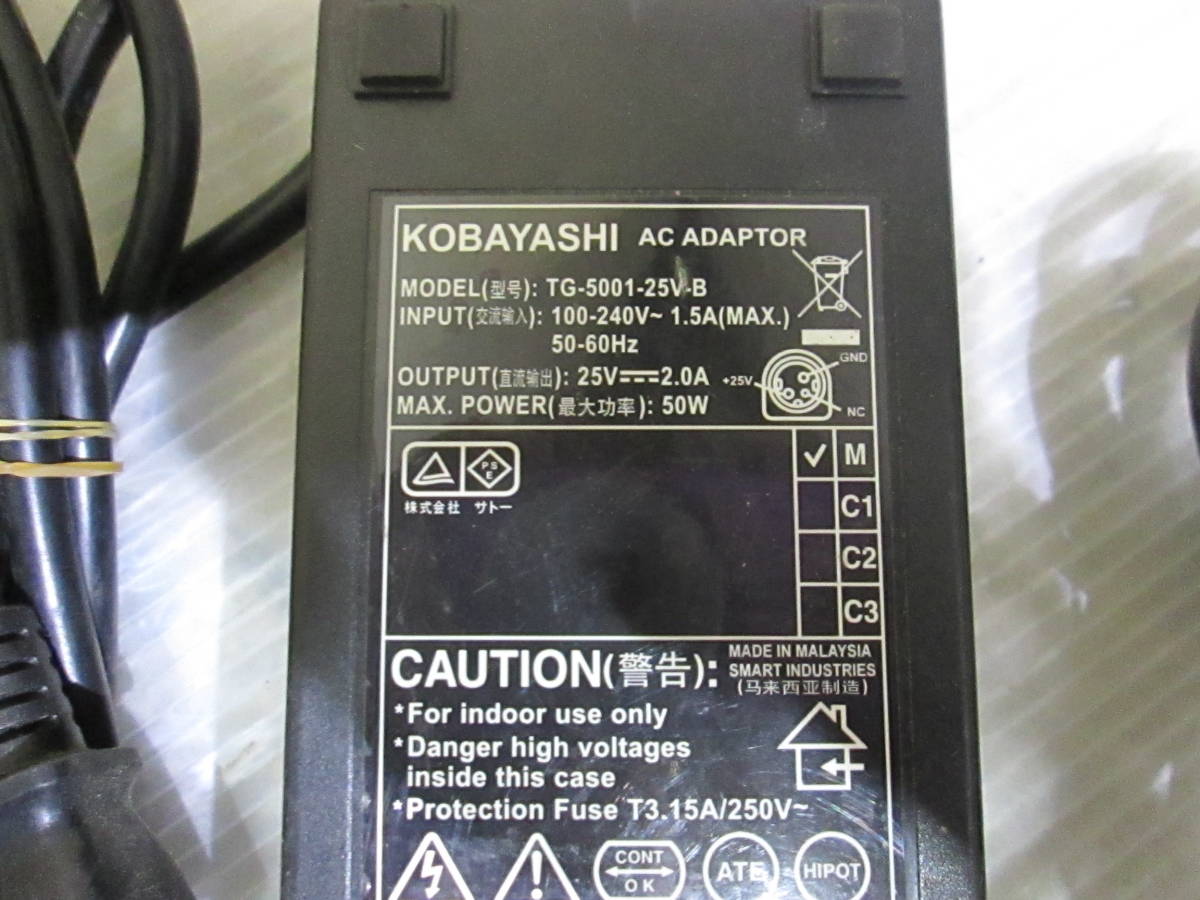 KOBAYASHI AC ADAPTOR
MODEL(型号): TG-5001-25V-B
INPUT(交流输入): 100-240V~ 1.5A(MAX.)
50-60Hz
OUTPUT(直流输出): 25V⎓2.0A
MAX. POWER(最大功率): 50W
+25V
GND
NC
PS
E
株式会社 サトー
✓ M
C1
C2
C3
CAUTION(警告):
MADE IN MALAYSIA
SMART INDUSTRIES
(马来西亚制造)
*For indoor use only
*Danger high voltages
inside this case
*Protection Fuse T3.15A/250V~
CONT
OK
ATE
HIPOT